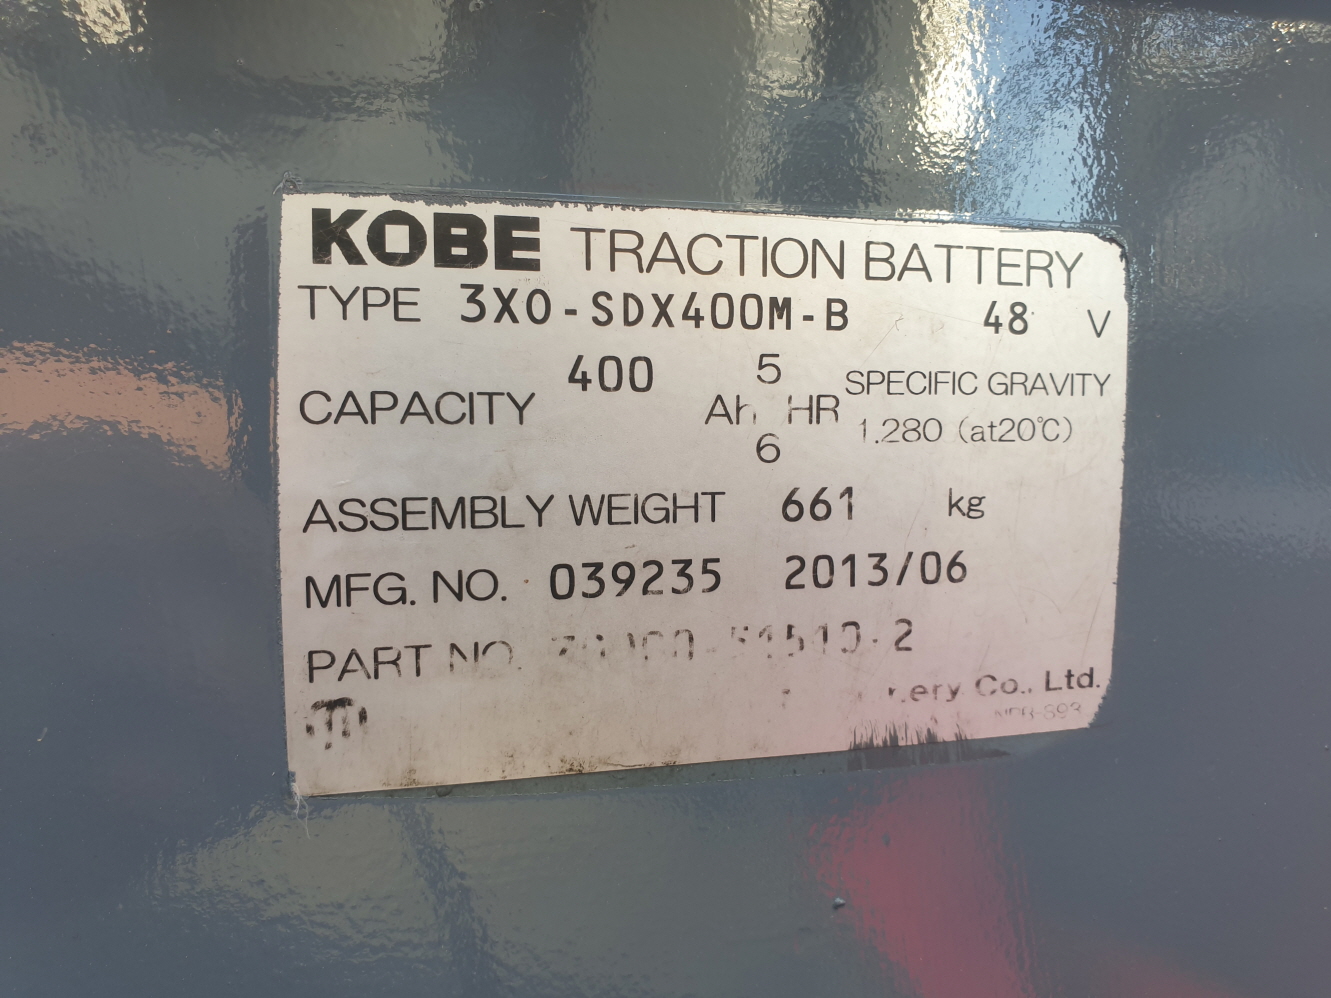 KOBE TRACTION BATTERY
TYPE 3X0-SDX400M-B 48 V
CAPACITY 400 Ah 5 HR 6
SPECIFIC GRAVITY
1.280 (at20℃)
ASSEMBLY WEIGHT 661 kg
MFG. NO. 039235 2013/06
PART NO.
Co., Ltd.